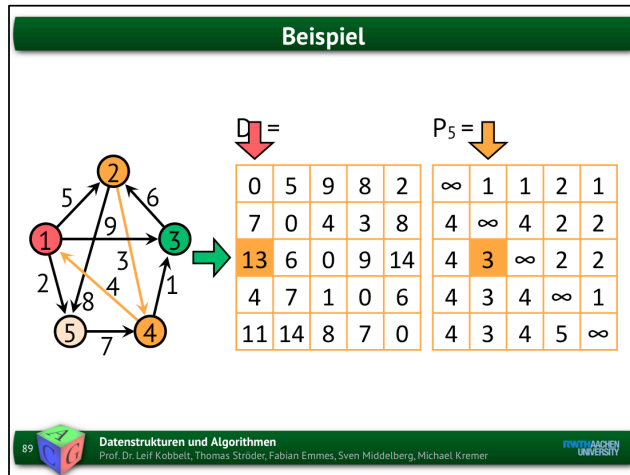 Beispiel
D =
P5 =
2
5
6
9
1
3
3
4
2
8
1
5
7
4
0 5 9 8 2
7 0 4 3 8
13 6 0 9 14
4 7 1 0 6
11 14 8 7 0
∞ 1 1 2 1
4 ∞ 4 2 2
4 3 ∞ 2 2
4 3 4 ∞ 1
4 3 4 5 ∞
89
A
C G
Datenstrukturen und Algorithmen
Prof. Dr. Leif Kobbelt, Thomas Ströder, Fabian Emmes, Sven Middelberg, Michael Kremer
RWTHAACHEN
UNIVERSITY